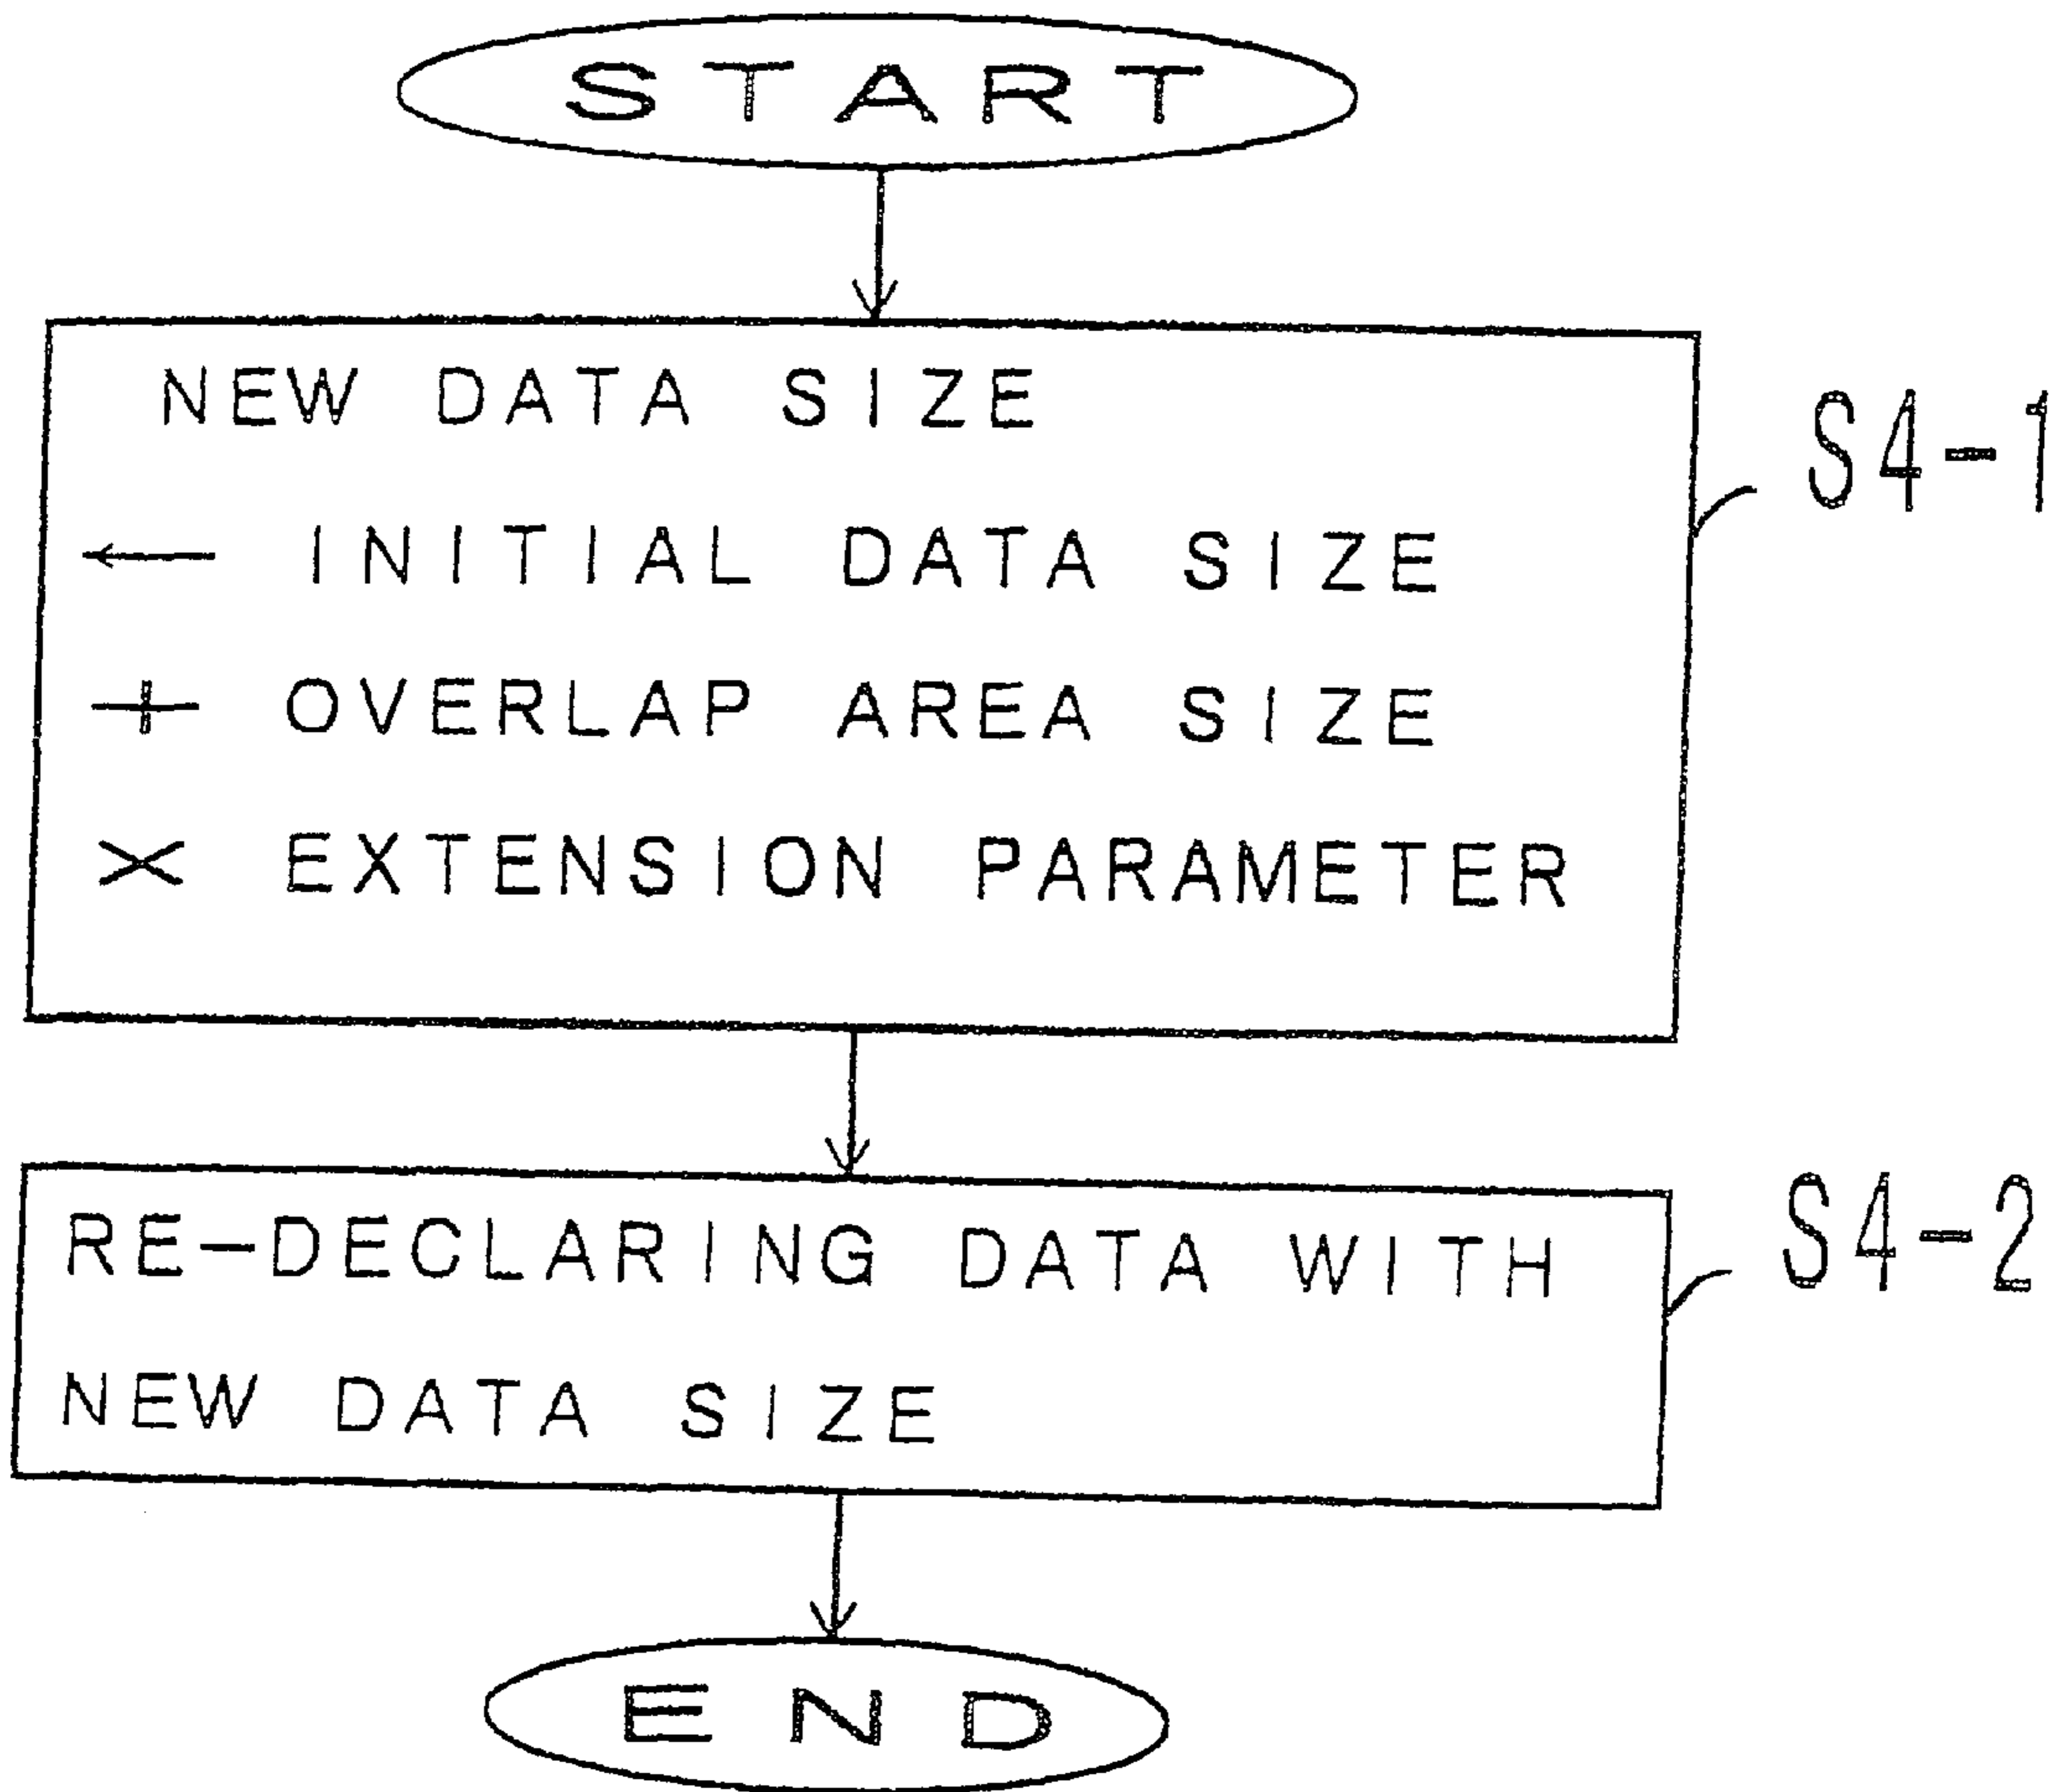 START
NEW DATA SIZE
S4-1
← INITIAL DATA SIZE
+ OVERLAP AREA SIZE
× EXTENSION PARAMETER
RE-DECLARING DATA WITH
S4-2
NEW DATA SIZE
END